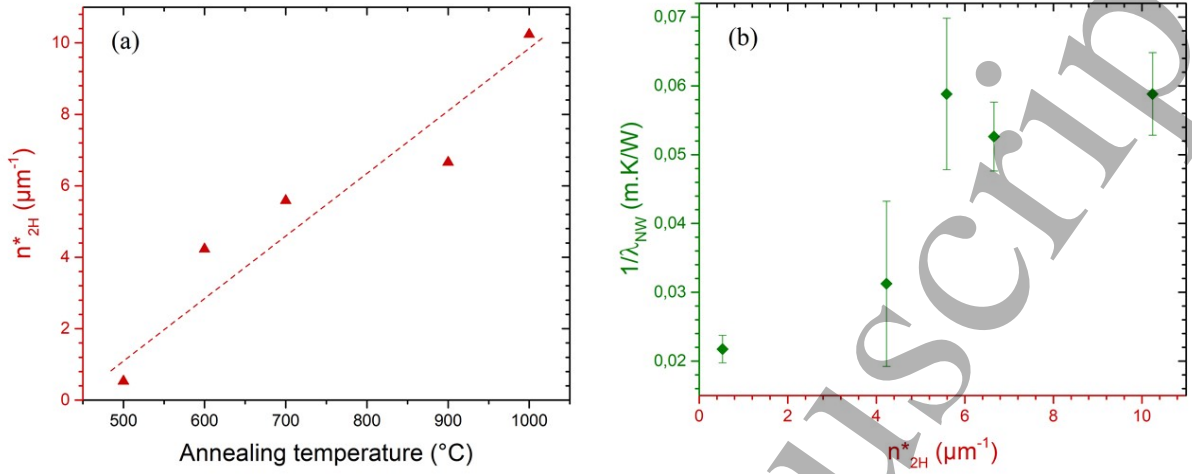 (a)
n*2H (µm-1)
10
8
6
4
2
0
500 600 700 800 900 1000
Annealing temperature (°C)
(b)
1/λNW (m.K/W)
0,07
0,06
0,05
0,04
0,03
0,02
0 2 4 6 8 10
n*2H (µm-1)
uscrip